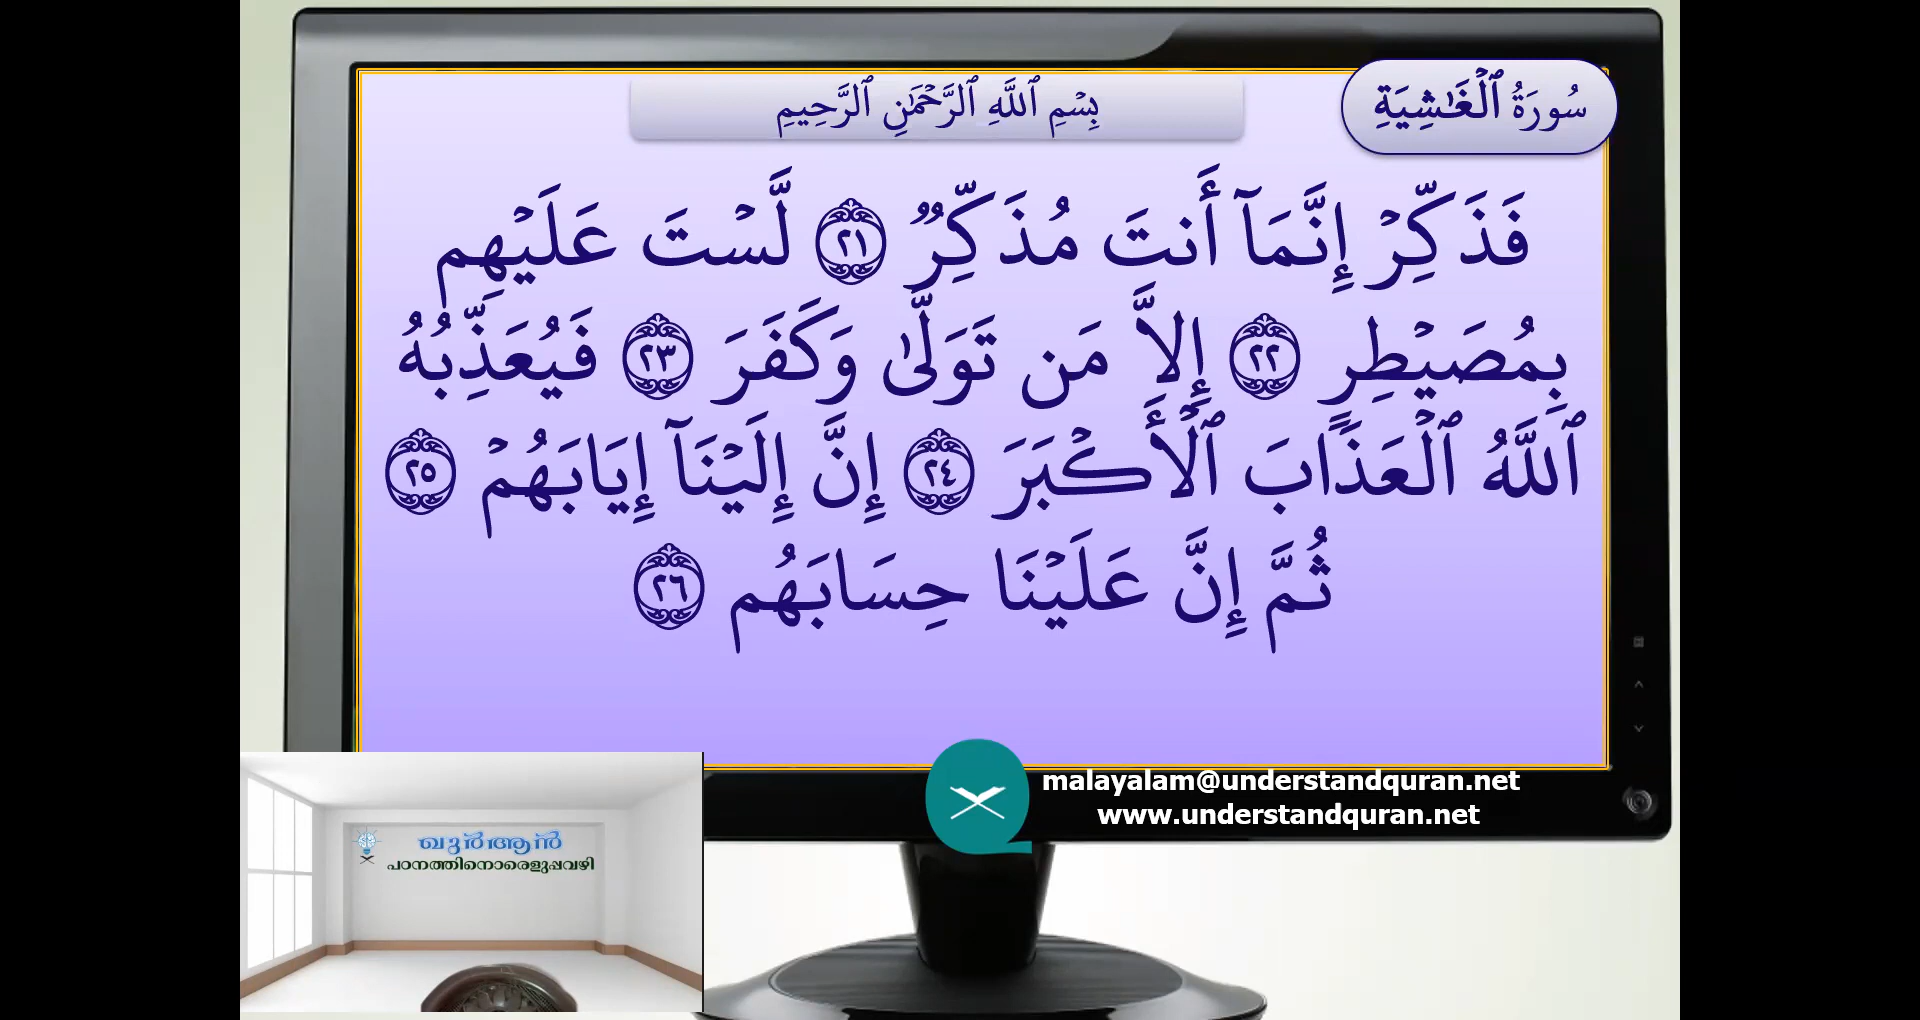 سُورَةُ ٱلْغَـٰشِيَةِ
بِسْمِ ٱللَّهِ ٱلرَّحْمَـٰنِ ٱلرَّحِيمِ
فَذَكِّرْ إِنَّمَآ أَنتَ مُذَكِّرٌ ٢١ لَّسْتَ عَلَيْهِم
بِمُصَيْطِرٍ ٢٢ إِلَّا مَن تَوَلَّىٰ وَكَفَرَ ٢٣ فَيُعَذِّبُهُ
ٱللَّهُ ٱلْعَذَابَ ٱلْأَكْبَرَ ٢٤ إِنَّ إِلَيْنَآ إِيَابَهُمْ ٢٥
ثُمَّ إِنَّ عَلَيْنَا حِسَابَهُم ٢٦
malayalam@understandquran.net
www.understandquran.net
ഖുർആൻ
പഠനത്തിനൊരെളുപ്പവഴി